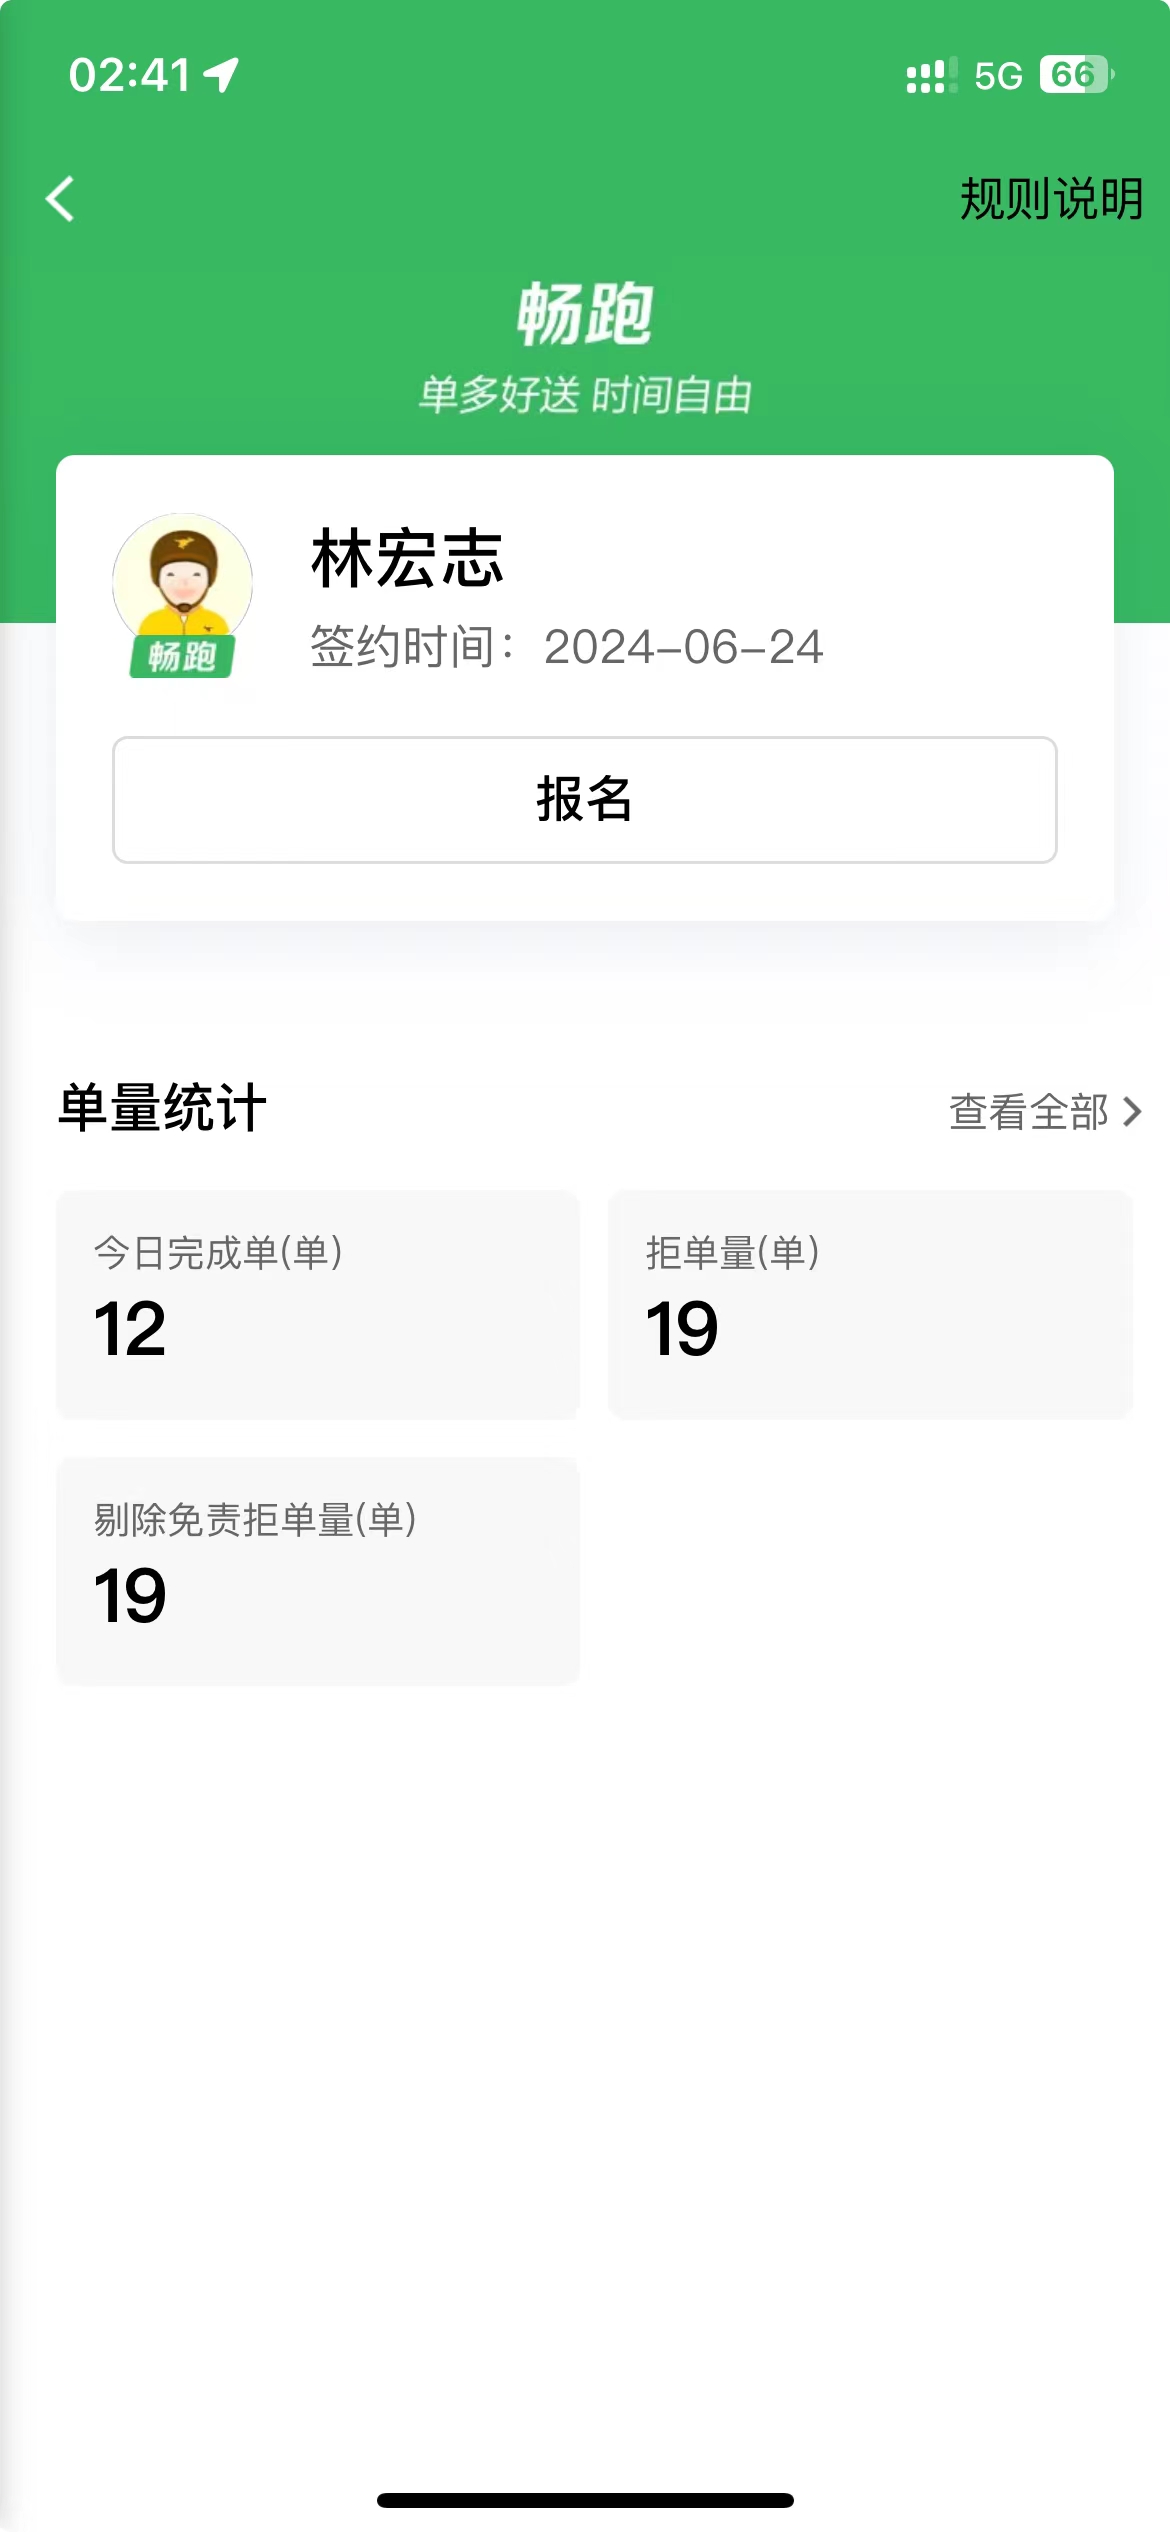 02:41
5G 66
规则说明
畅跑
单多好送 时间自由
林宏志
畅跑
签约时间：2024-06-24
报名
单量统计
查看全部
今日完成单(单)
12
拒单量(单)
19
剔除免责拒单量(单)
19